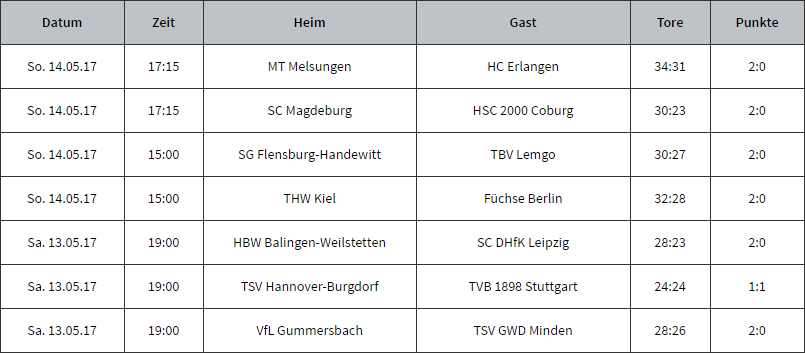 Datum Zeit Heim Gast Tore Punkte
So. 14.05.17 17:15 MT Melsungen HC Erlangen 34:31 2:0
So. 14.05.17 17:15 SC Magdeburg HSC 2000 Coburg 30:23 2:0
So. 14.05.17 15:00 SG Flensburg-Handewitt TBV Lemgo 30:27 2:0
So. 14.05.17 15:00 THW Kiel Füchse Berlin 32:28 2:0
Sa. 13.05.17 19:00 HBW Balingen-Weilstetten SC DHfK Leipzig 28:23 2:0
Sa. 13.05.17 19:00 TSV Hannover-Burgdorf TVB 1898 Stuttgart 24:24 1:1
Sa. 13.05.17 19:00 VfL Gummersbach TSV GWD Minden 28:26 2:0